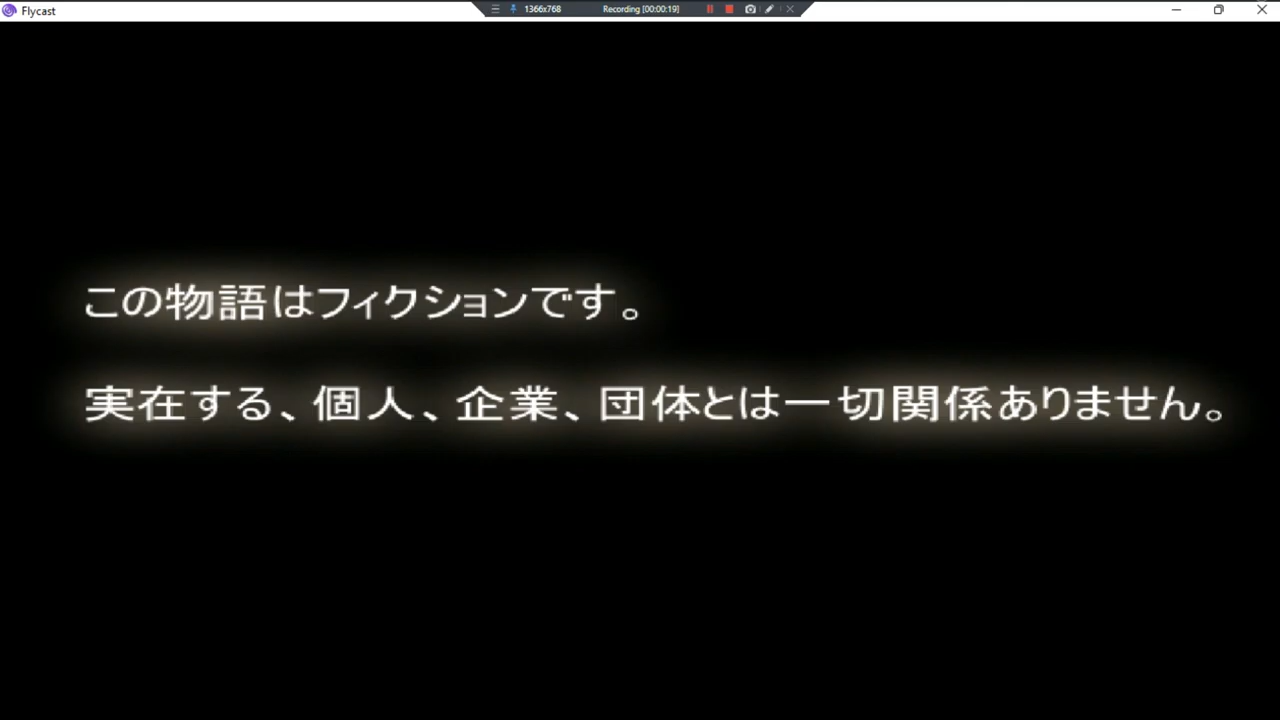 Flycast
1366x768
Recording [00:00:19]
この物語はフィクションです。
実在する、個人、企業、団体とは一切関係ありません。